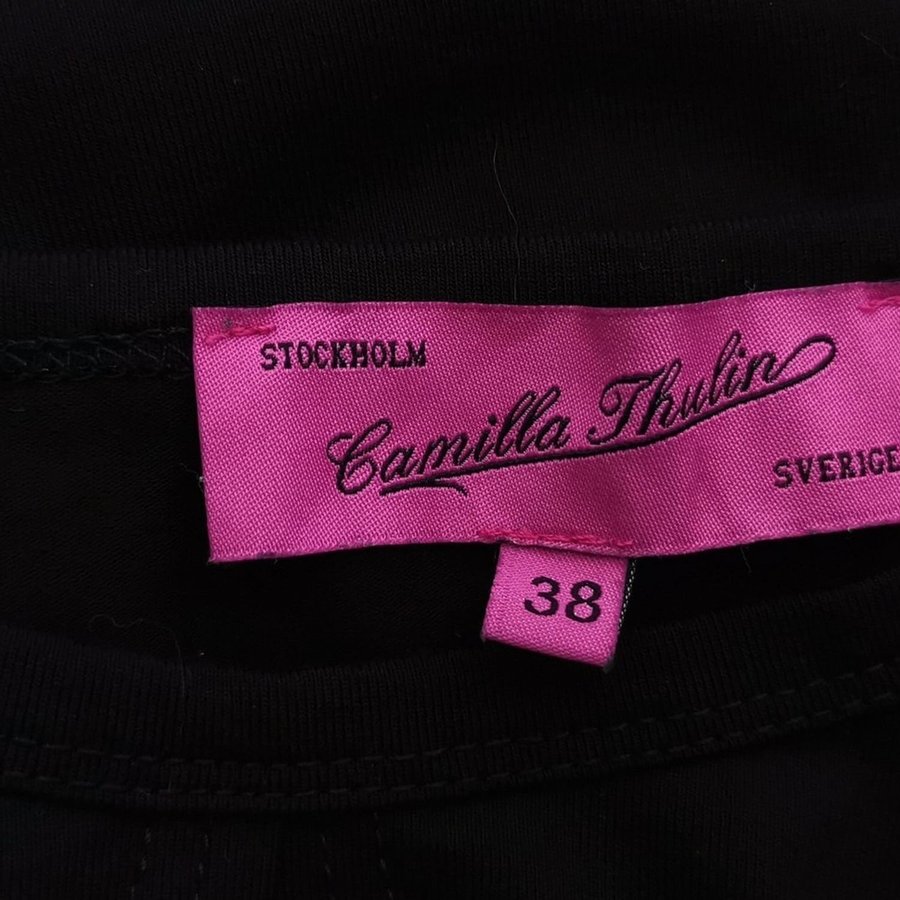 STOCKHOLM
Camilla Thulin
SVERIGE
38